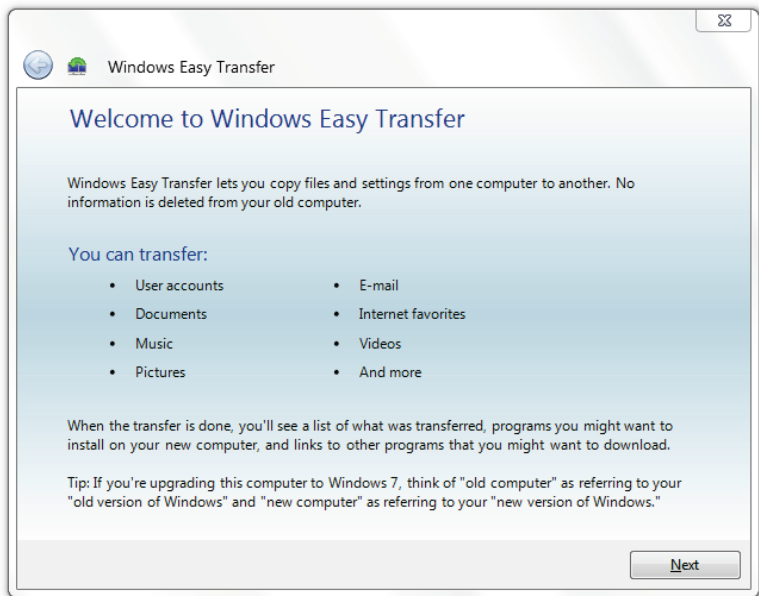 Windows Easy Transfer
Welcome to Windows Easy Transfer
Windows Easy Transfer lets you copy files and settings from one computer to another. No
information is deleted from your old computer.
You can transfer:
• User accounts
• E-mail
• Documents
• Internet favorites
• Music
• Videos
• Pictures
• And more
When the transfer is done, you'll see a list of what was transferred, programs you might want to
install on your new computer, and links to other programs that you might want to download.
Tip: If you're upgrading this computer to Windows 7, think of "old computer" as referring to your
"old version of Windows" and "new computer" as referring to your "new version of Windows."
Next